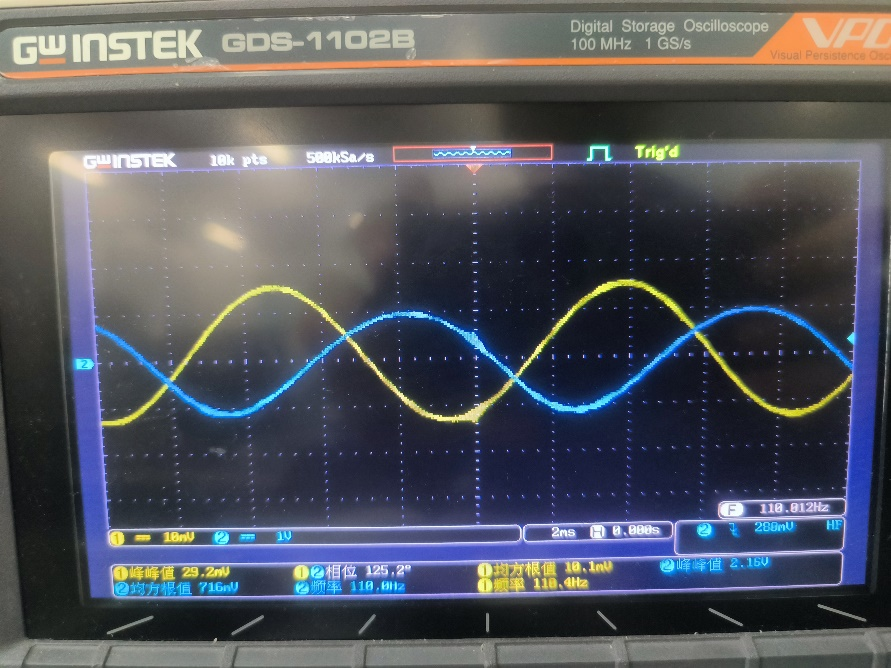 GW INSTEK GDS-1102B Digital Storage Oscilloscope
100 MHz 1 GS/s
Visual Persistence
GW INSTEK 10k pts 500kSa/s Trig'd
2
F 110.012Hz
1 10mV 2 1V 2ms H 0.000s 2 288mV HF
1峰峰值 29.2mV 12相位 125.2° 1均方根值 10.1mV 2峰峰值 2.16V
2均方根值 716mV 2频率 110.0Hz 1频率 110.4Hz